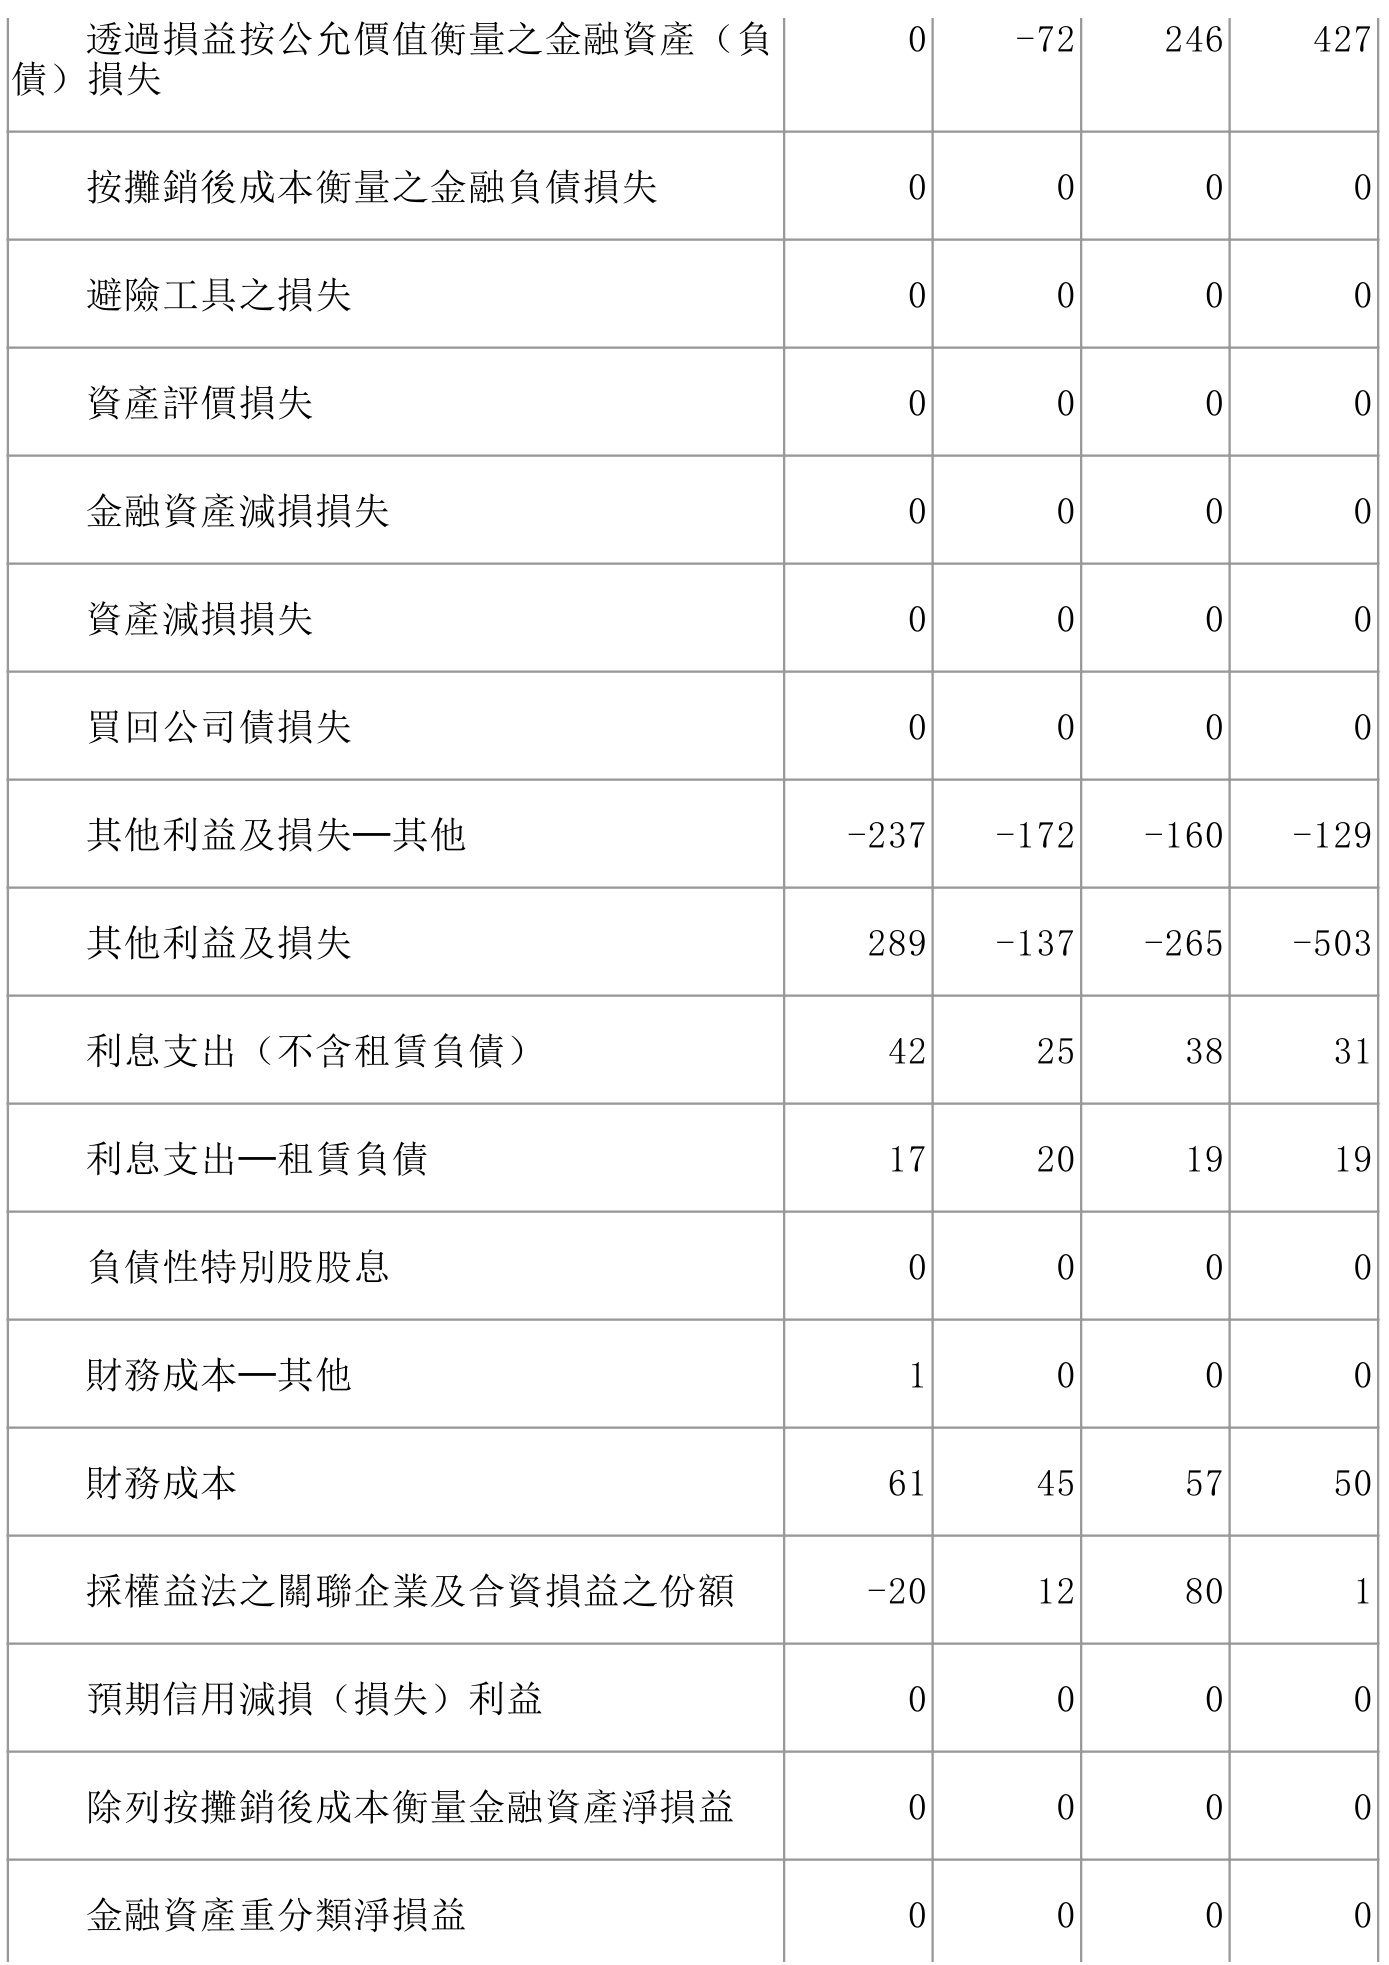 透過損益按公允價值衡量之金融資產（負 0 -72 246 427
債）損失
按攤銷後成本衡量之金融負債損失 0 0 0 0
避險工具之損失 0 0 0 0
資產評價損失 0 0 0 0
金融資產減損損失 0 0 0 0
資產減損損失 0 0 0 0
買回公司債損失 0 0 0 0
其他利益及損失—其他 -237 -172 -160 -129
其他利益及損失 289 -137 -265 -503
利息支出（不含租賃負債） 42 25 38 31
利息支出—租賃負債 17 20 19 19
負債性特別股股息 0 0 0 0
財務成本—其他 1 0 0 0
財務成本 61 45 57 50
採權益法之關聯企業及合資損益之份額 -20 12 80 1
預期信用減損（損失）利益 0 0 0 0
除列按攤銷後成本衡量金融資產淨損益 0 0 0 0
金融資產重分類淨損益 0 0 0 0